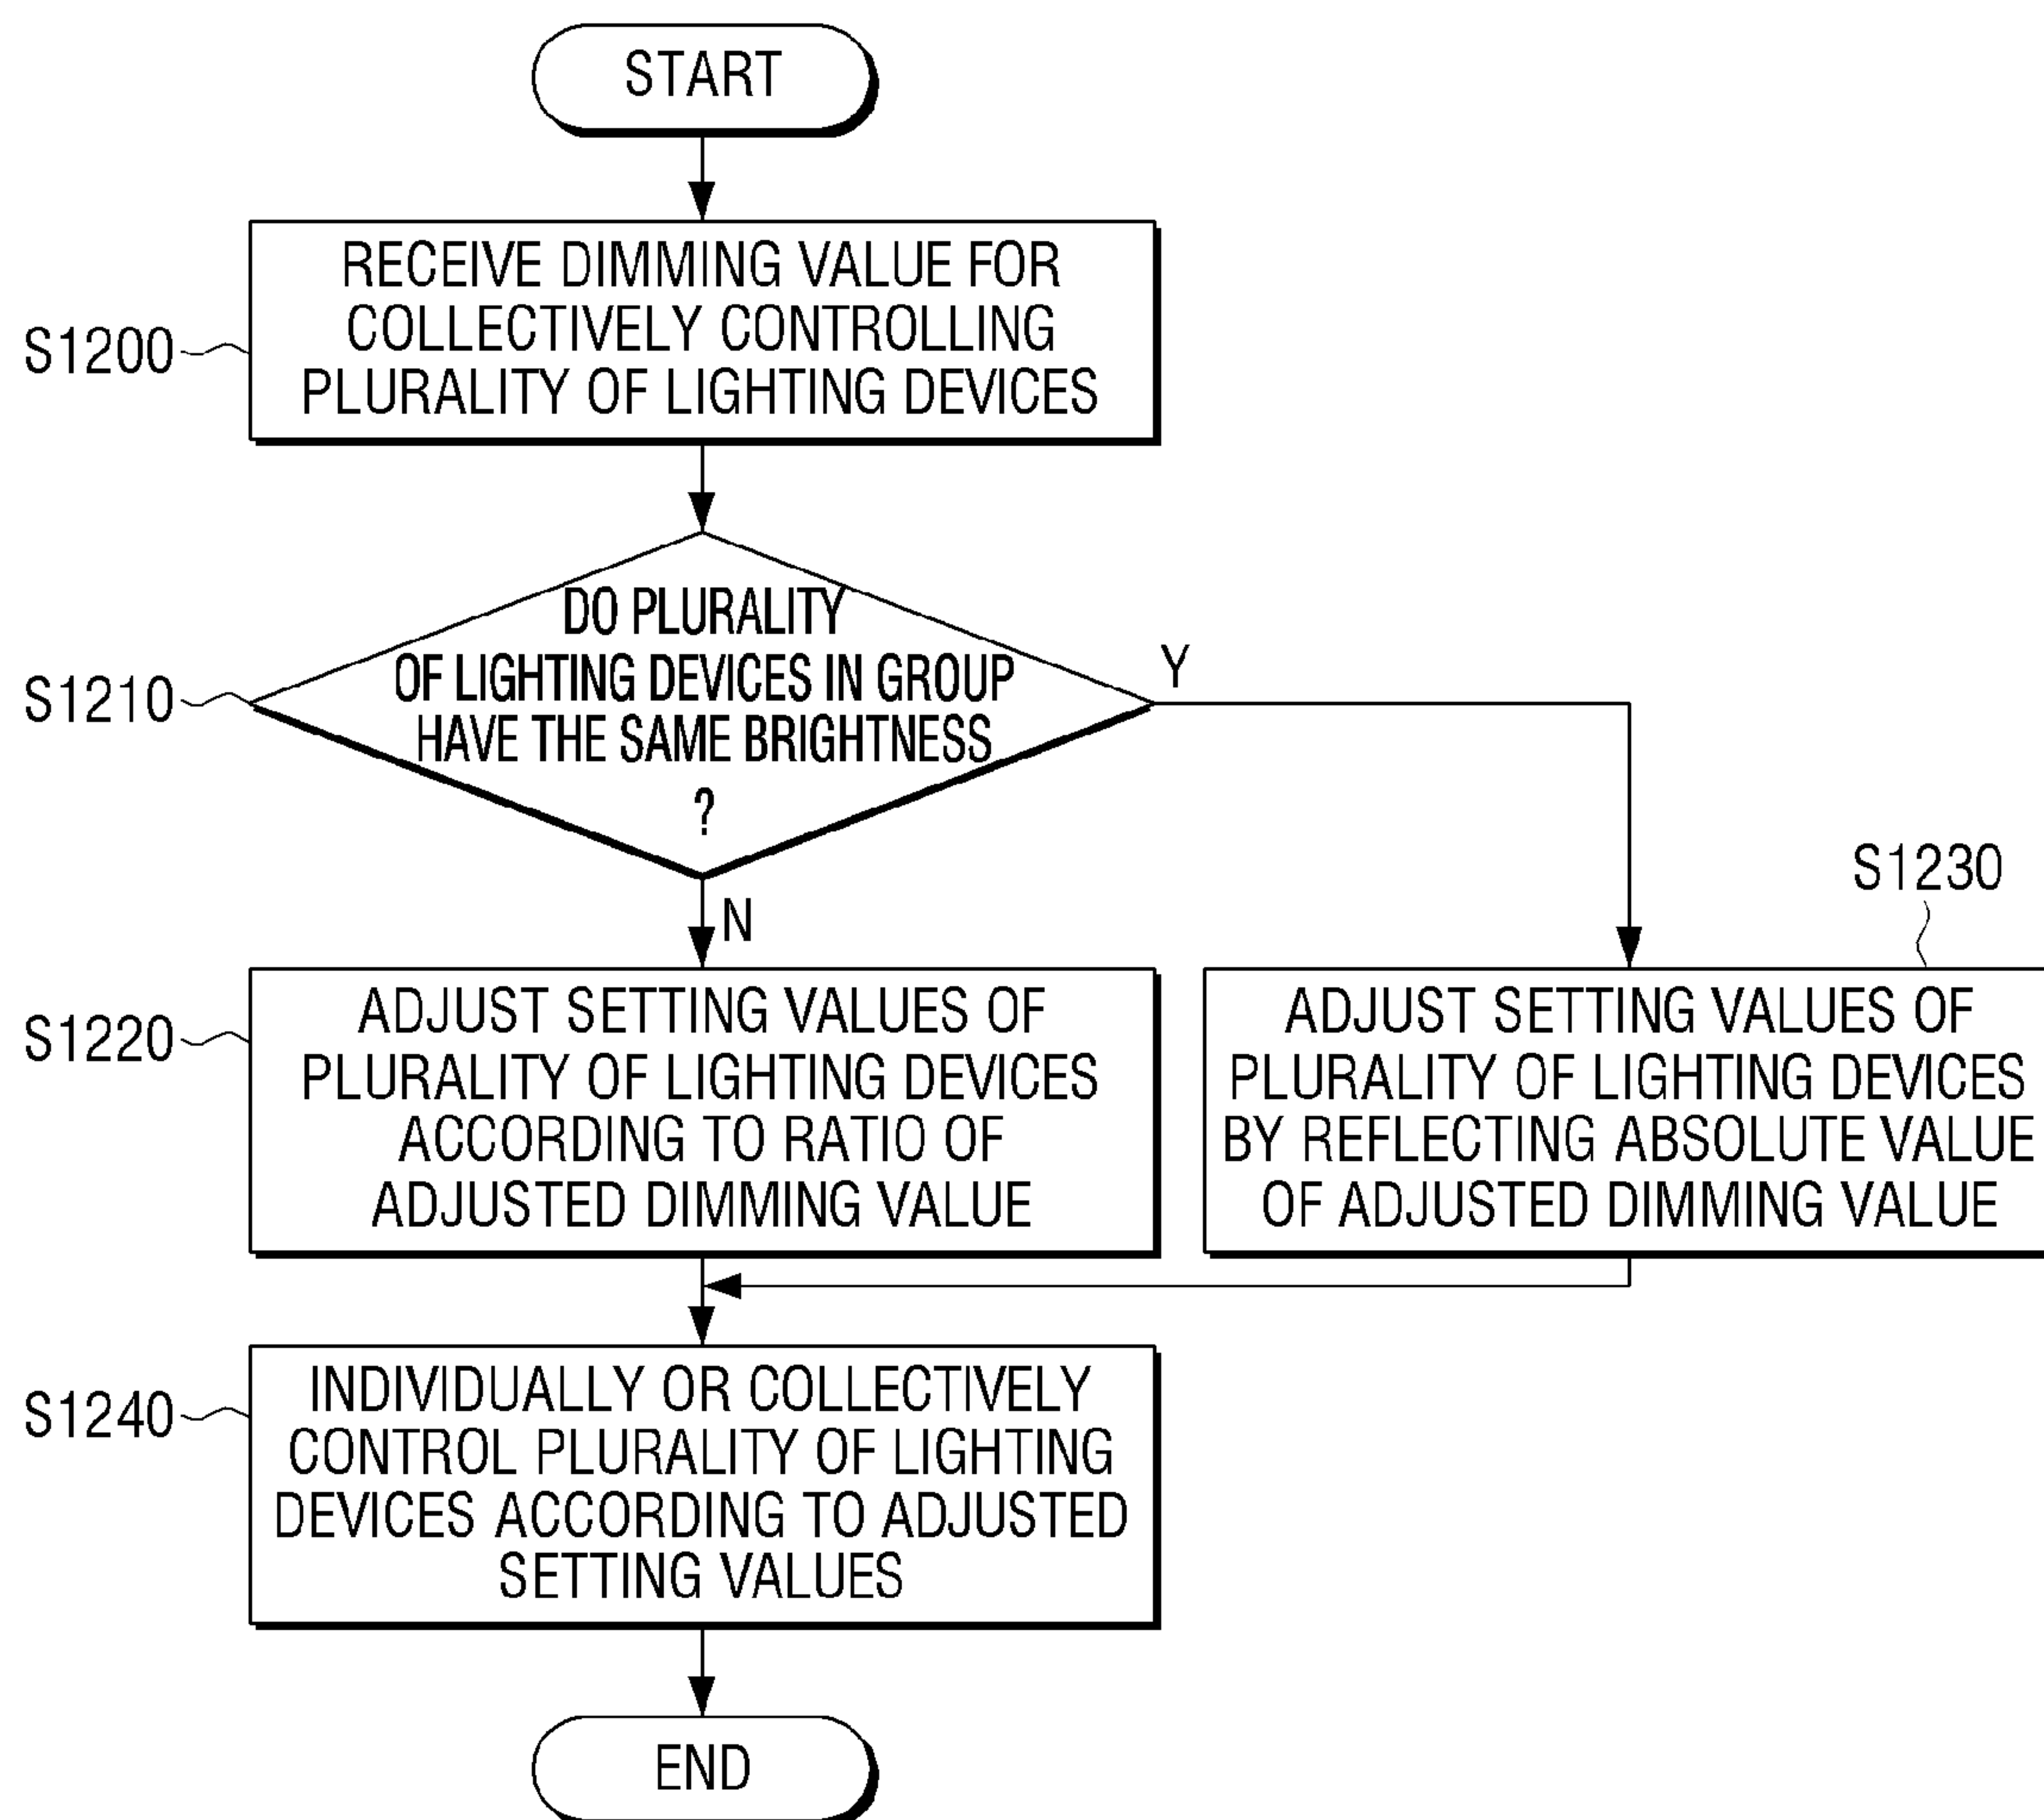 START
S1200
RECEIVE DIMMING VALUE FOR
COLLECTIVELY CONTROLLING
PLURALITY OF LIGHTING DEVICES
S1210
DO PLURALITY
OF LIGHTING DEVICES IN GROUP
HAVE THE SAME BRIGHTNESS
?
Y
N
S1220
ADJUST SETTING VALUES OF
PLURALITY OF LIGHTING DEVICES
ACCORDING TO RATIO OF
ADJUSTED DIMMING VALUE
S1230
ADJUST SETTING VALUES OF
PLURALITY OF LIGHTING DEVICES
BY REFLECTING ABSOLUTE VALUE
OF ADJUSTED DIMMING VALUE
S1240
INDIVIDUALLY OR COLLECTIVELY
CONTROL PLURALITY OF LIGHTING
DEVICES ACCORDING TO ADJUSTED
SETTING VALUES
END